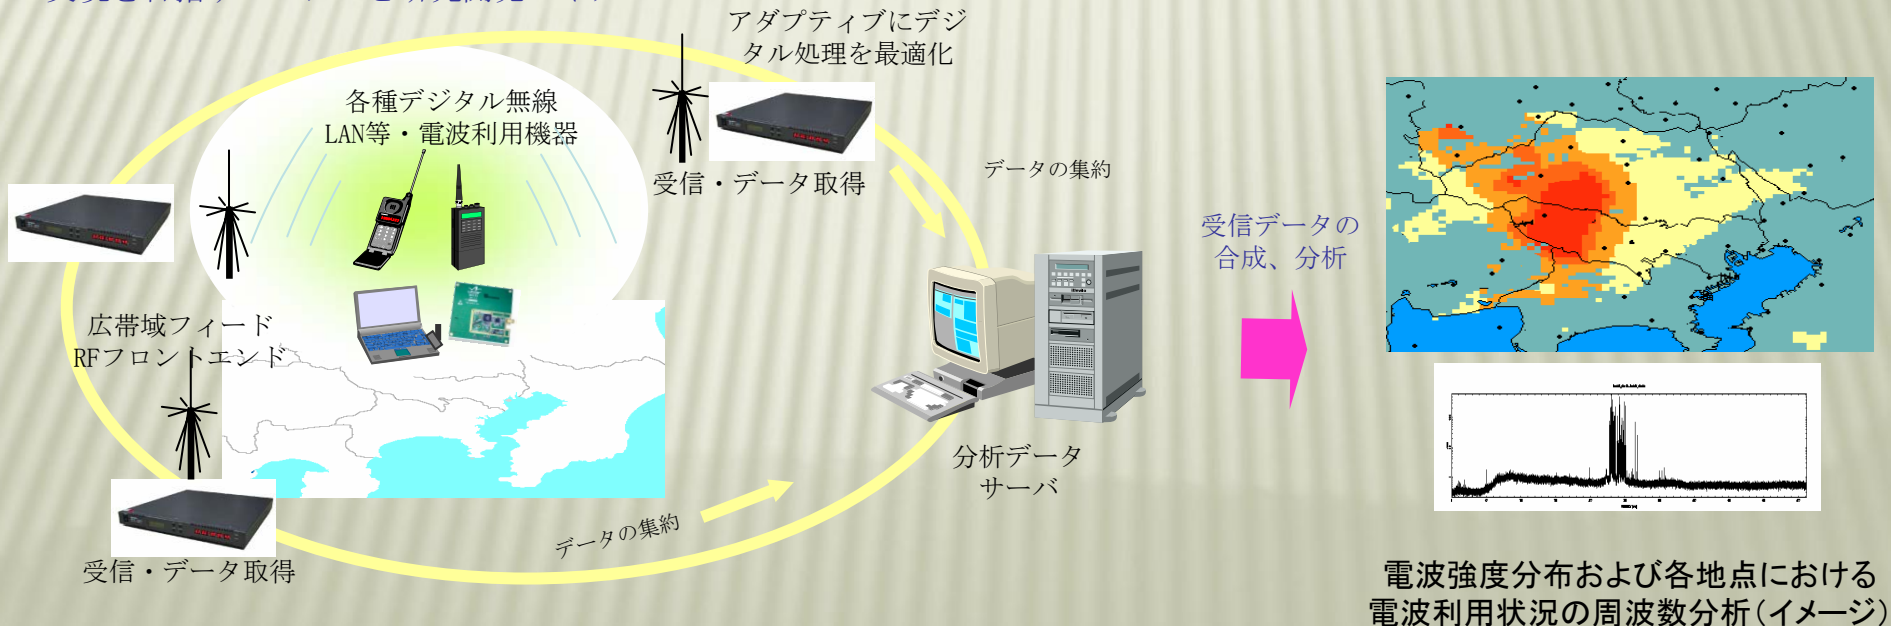 アダプティブにデジ
タル処理を最適化
各種デジタル無線
LAN等・電波利用機器
受信・データ取得
データの集約
受信データの
合成、分析
広帯域フィード
RFフロントエンド
分析データ
サーバ
データの集約
受信・データ取得
電波強度分布および各地点における
電波利用状況の周波数分析(イメージ)